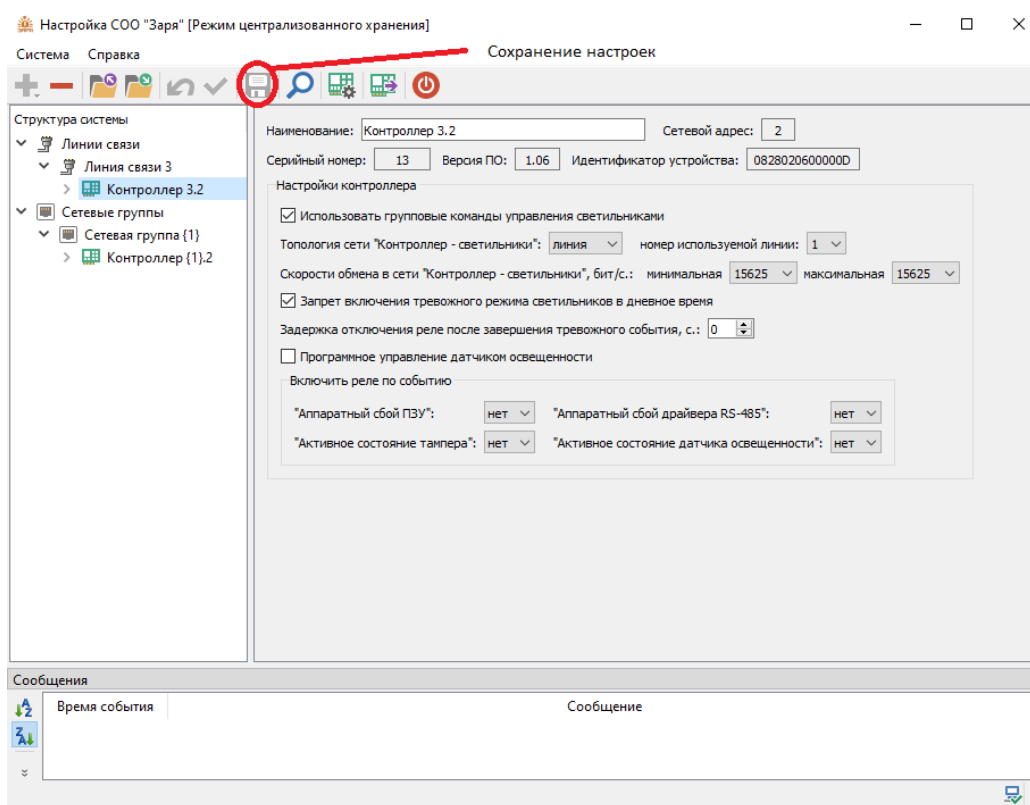 Настройка СОО "Заря" [Режим централизованного хранения]
Система Справка
Сохранение настроек
Структура системы
Линии связи
Линия связи 3
Контроллер 3.2
Сетевые группы
Сетевая группа {1}
Контроллер {1}.2
Наименование: Контроллер 3.2 Сетевой адрес: 2
Серийный номер: 13 Версия ПО: 1.06 Идентификатор устройства: 0828020600000D
Настройки контроллера
Использовать групповые команды управления светильниками
Топология сети "Контроллер - светильники": линия номер используемой линии: 1
Скорости обмена в сети "Контроллер - светильники", бит/с.: минимальная 15625 максимальная 15625
Запрет включения тревожного режима светильников в дневное время
Задержка отключения реле после завершения тревожного события, с.: 0
Программное управление датчиком освещенности
Включить реле по событию
"Аппаратный сбой ПЗУ": нет "Аппаратный сбой драйвера RS-485": нет
"Активное состояние тампера": нет "Активное состояние датчика освещенности": нет
Сообщения
Время события Сообщение